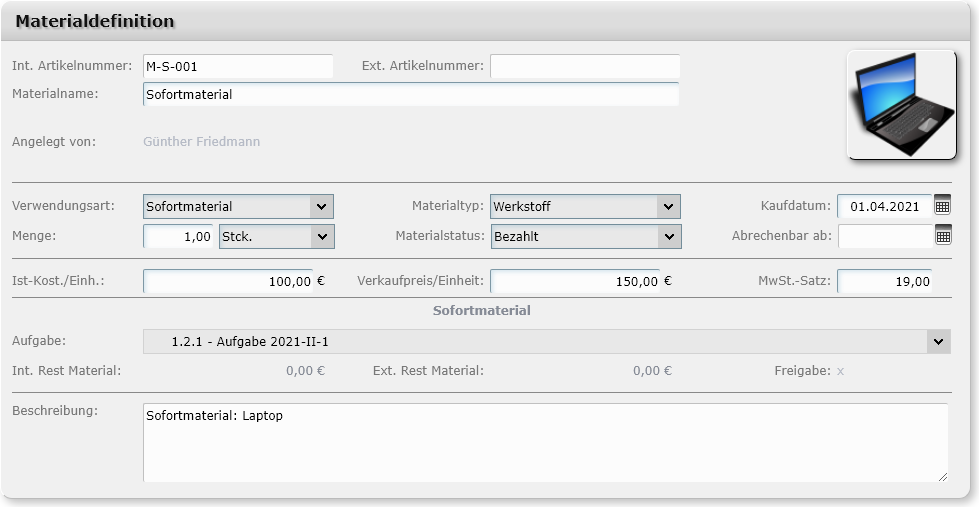 Materialdefinition
Int. Artikelnummer: M-S-001 Ext. Artikelnummer:
Materialname: Sofortmaterial
Angelegt von: Günther Friedmann
Verwendungsart: Sofortmaterial Materialtyp: Werkstoff Kaufdatum: 01.04.2021
Menge: 1,00 Stck. Materialstatus: Bezahlt Abrechenbar ab:
Ist-Kost./Einh.: 100,00 € Verkaufpreis/Einheit: 150,00 € MwSt.-Satz: 19,00
Sofortmaterial
Aufgabe: 1.2.1 - Aufgabe 2021-II-1
Int. Rest Material: 0,00 € Ext. Rest Material: 0,00 € Freigabe: x
Beschreibung: Sofortmaterial: Laptop